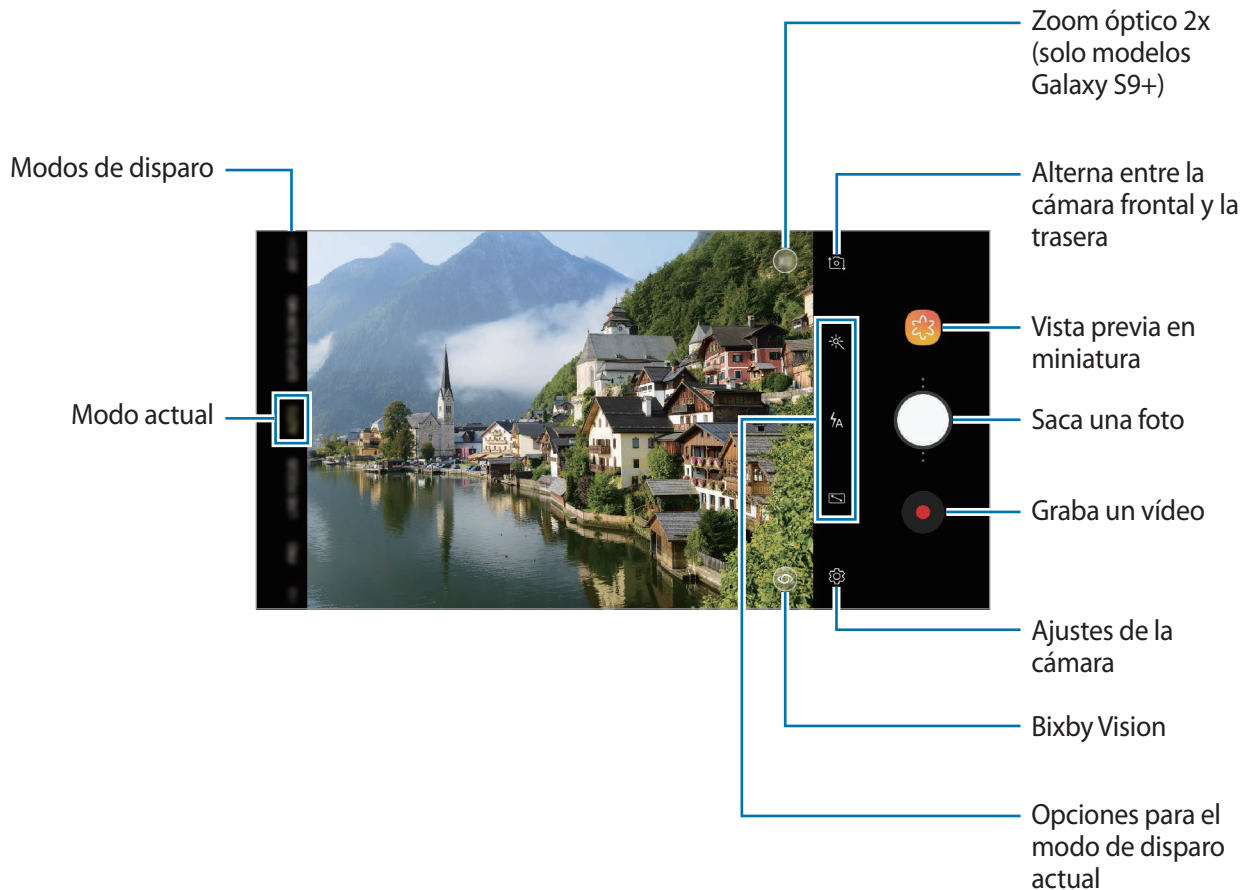 Zoom óptico 2x
(solo modelos
Galaxy S9+)
Modos de disparo
Alterna entre la
cámara frontal y la
trasera
Vista previa en
miniatura
Modo actual
Saca una foto
Graba un vídeo
Ajustes de la
cámara
Bixby Vision
Opciones para el
modo de disparo
actual